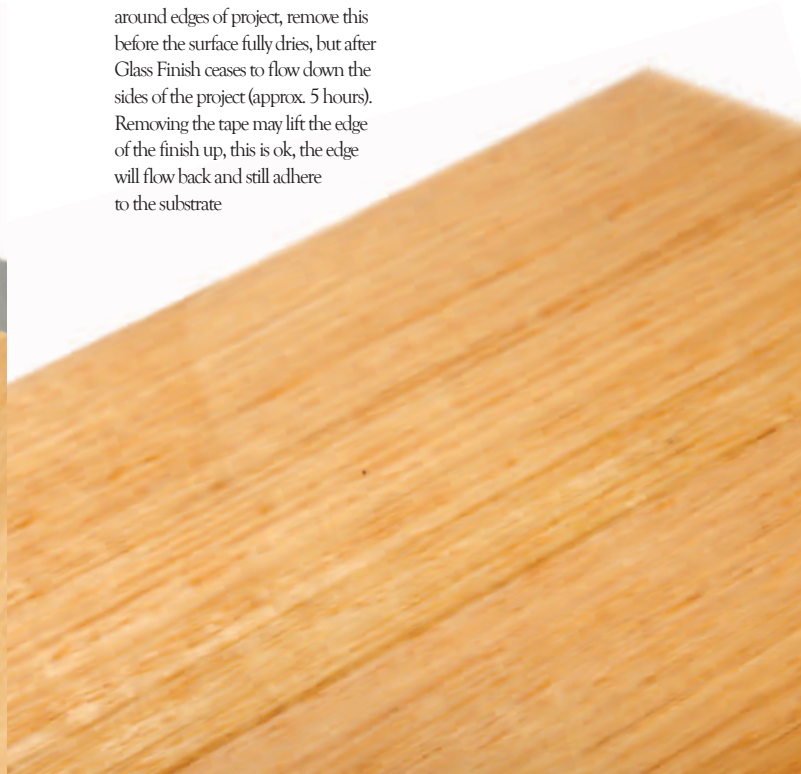 around edges of project, remove this
before the surface fully dries, but after
Glass Finish ceases to flow down the
sides of the project (approx. 5 hours).
Removing the tape may lift the edge
of the finish up, this is ok, the edge
will flow back and still adhere
to the substrate